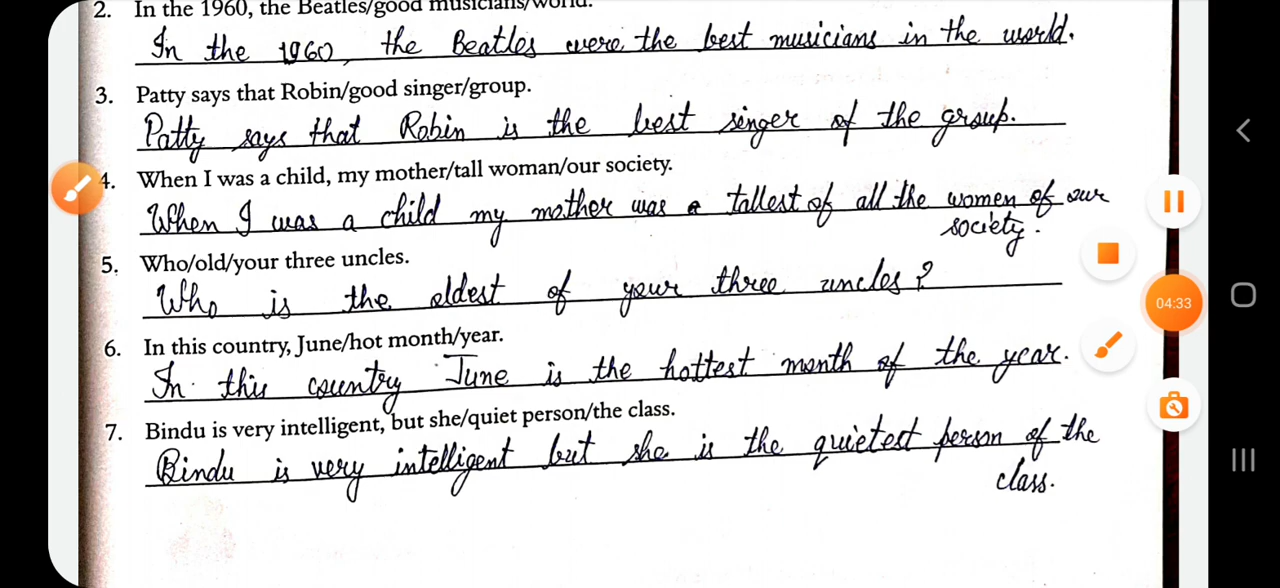 2. In the 1960, the Beatles/good musicians/world.
In the 1960, the Beatles were the best musicians in the world.
3. Patty says that Robin/good singer/group.
Patty says that Robin is the best singer of the group.
4. When I was a child, my mother/tall woman/our society.
When I was a child my mother was a tallest of all the women of our
society.
5. Who/old/your three uncles.
Who is the eldest of your three uncles?
6. In this country, June/hot month/year.
In this country June is the hottest month of the year.
7. Bindu is very intelligent, but she/quiet person/the class.
Bindu is very intelligent but she is the quietest person of the
class.
04:33